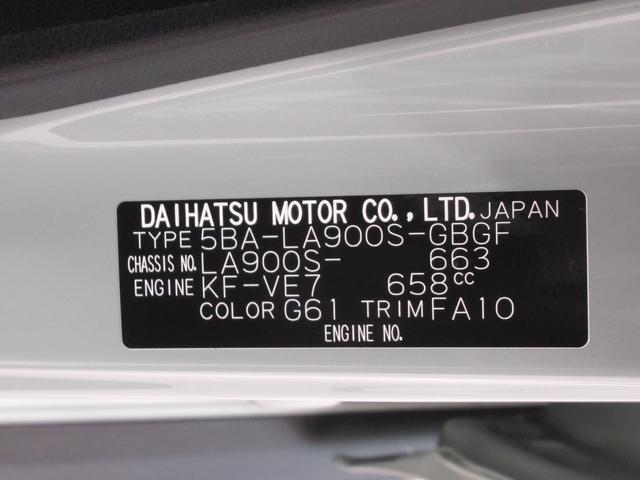 DAIHATSU MOTOR CO., LTD. JAPAN
TYPE 5BA-LA900S-GBGF
CHASSIS NO. LA900S- 663
ENGINE KF-VE7 658cc
COLOR G61 TRIM FA10
ENGINE NO.